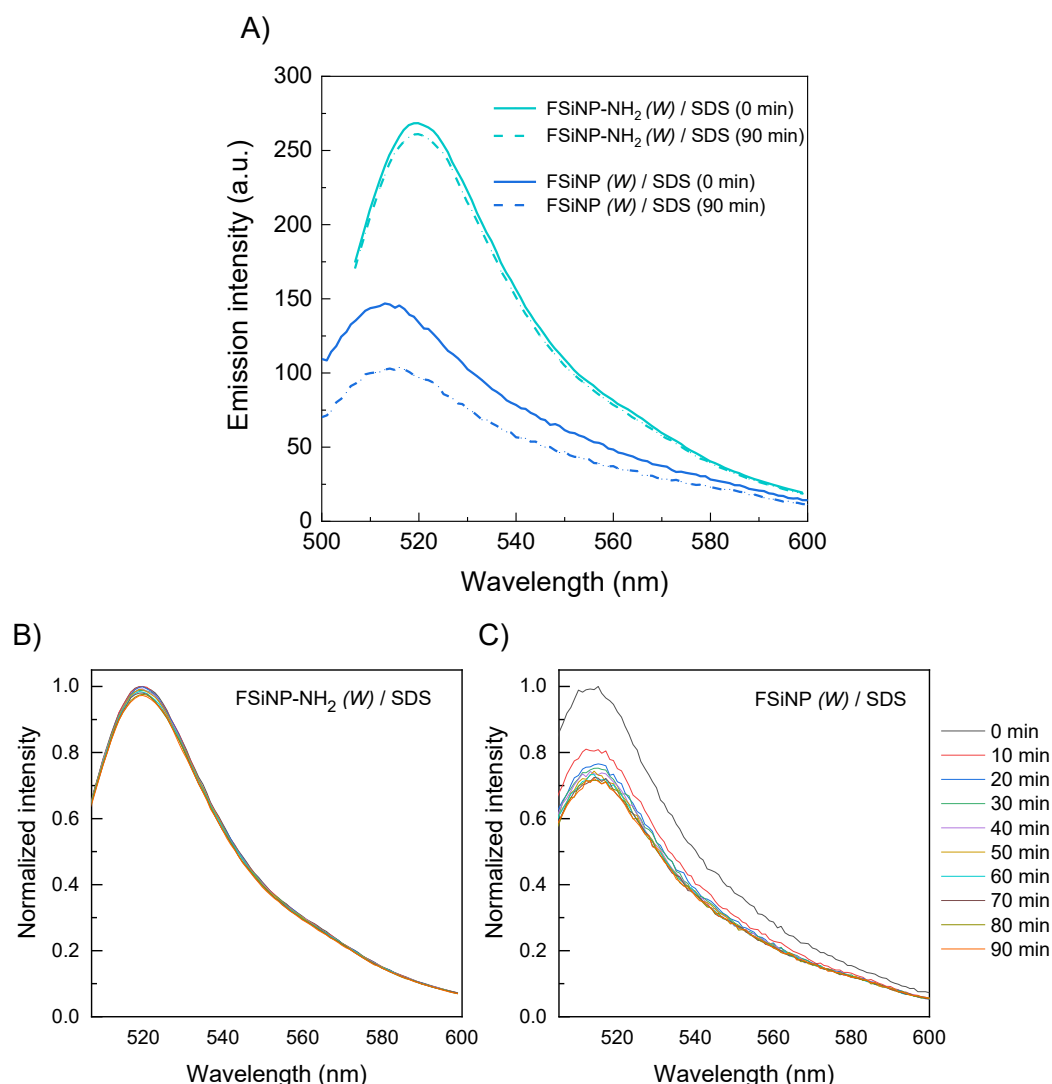 A)
300
250
200
150
100
50
0
Emission intensity (a.u.)
FSiNP-NH2 (W) / SDS (0 min)
FSiNP-NH2 (W) / SDS (90 min)
FSiNP (W) / SDS (0 min)
FSiNP (W) / SDS (90 min)
500 520 540 560 580 600
Wavelength (nm)
B)
1.0
0.8
0.6
0.4
0.2
0.0
Normalized intensity
FSiNP-NH2 (W) / SDS
520 540 560 580 600
Wavelength (nm)
C)
1.0
0.8
0.6
0.4
0.2
0.0
Normalized intensity
FSiNP (W) / SDS
520 540 560 580 600
Wavelength (nm)
0 min
10 min
20 min
30 min
40 min
50 min
60 min
70 min
80 min
90 min